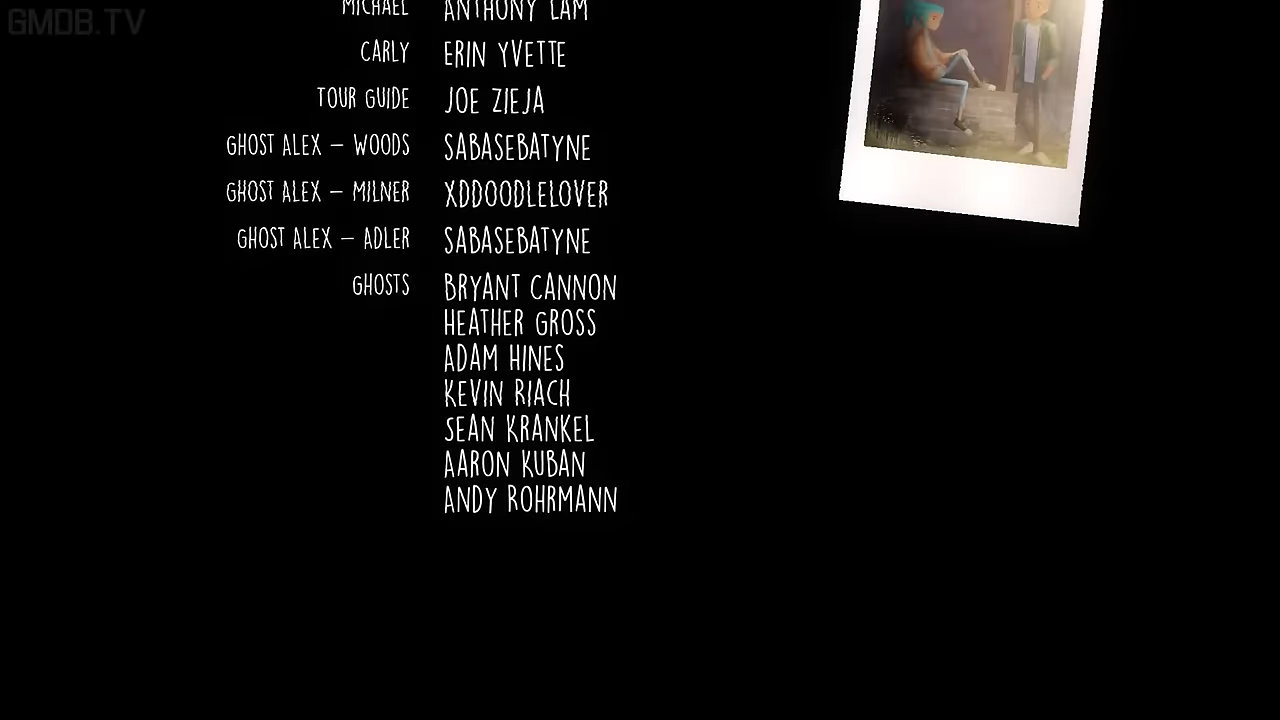 GMDB.TV
MICHAEL ANTHONY LAM
CARLY ERIN YVETTE
TOUR GUIDE JOE ZIEJA
GHOST ALEX – WOODS SABASEBATYNE
GHOST ALEX – MILNER XDDOODLELOVER
GHOST ALEX – ADLER SABASEBATYNE
GHOSTS BRYANT CANNON
HEATHER GROSS
ADAM HINES
KEVIN RIACH
SEAN KRANKEL
AARON KUBAN
ANDY ROHRMANN